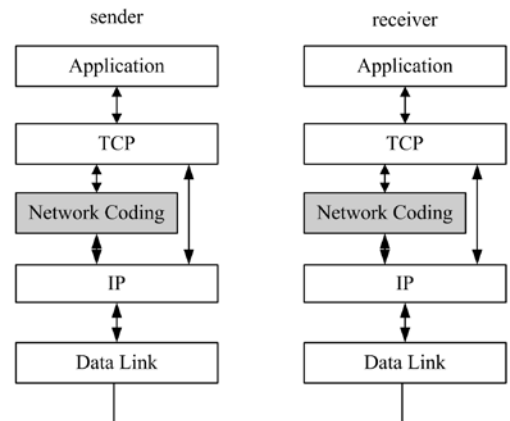 sender
receiver
Application
Application
TCP
TCP
Network Coding
Network Coding
IP
IP
Data Link
Data Link